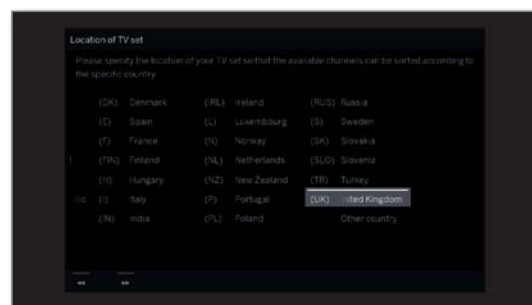 Location of TV set
Please specify the location of your TV set so that the available channels can be sorted according to
the specific country.
(DK) Denmark (IRL) Ireland (RUS) Russia
(E) Spain (L) Luxembourg (S) Sweden
(F) France (N) Norway (SK) Slovakia
(FIN) Finland (NL) Netherlands (SLO) Slovenia
(H) Hungary (NZ) New Zealand (TR) Turkey
(I) Italy (P) Portugal (UK) nited Kingdom
(IN) India (PL) Poland Other country